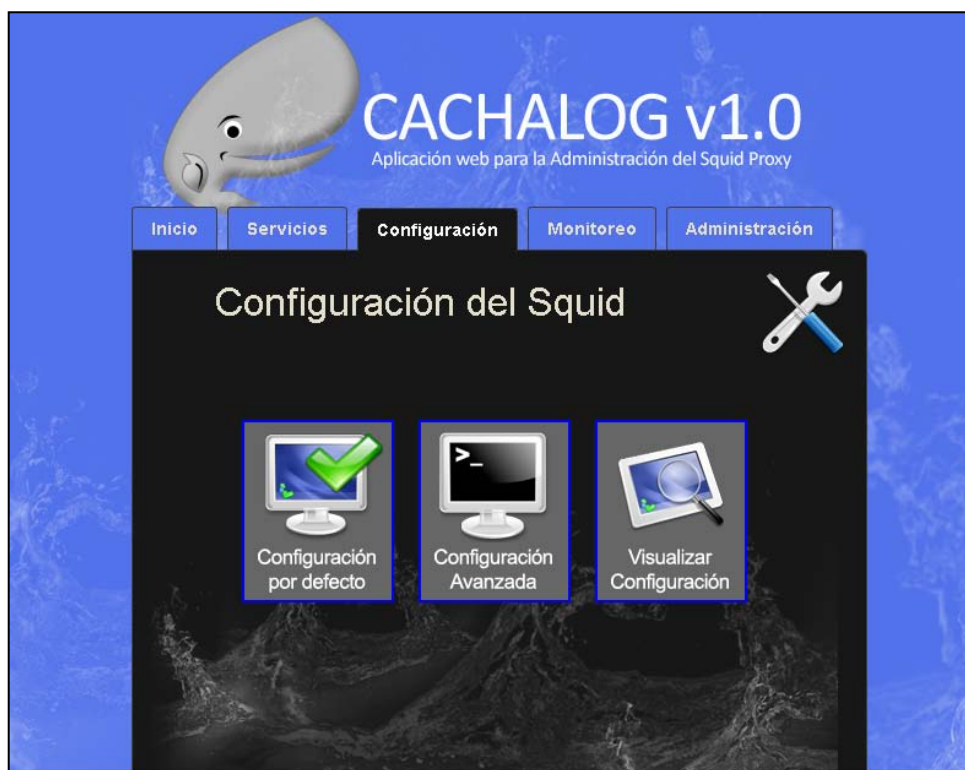 CACHALOG v1.0
Aplicación web para la Administración del Squid Proxy
Inicio
Servicios
Configuración
Monitoreo
Administración
Configuración del Squid
>_
Configuración
por defecto
Configuración
Avanzada
Visualizar
Configuración